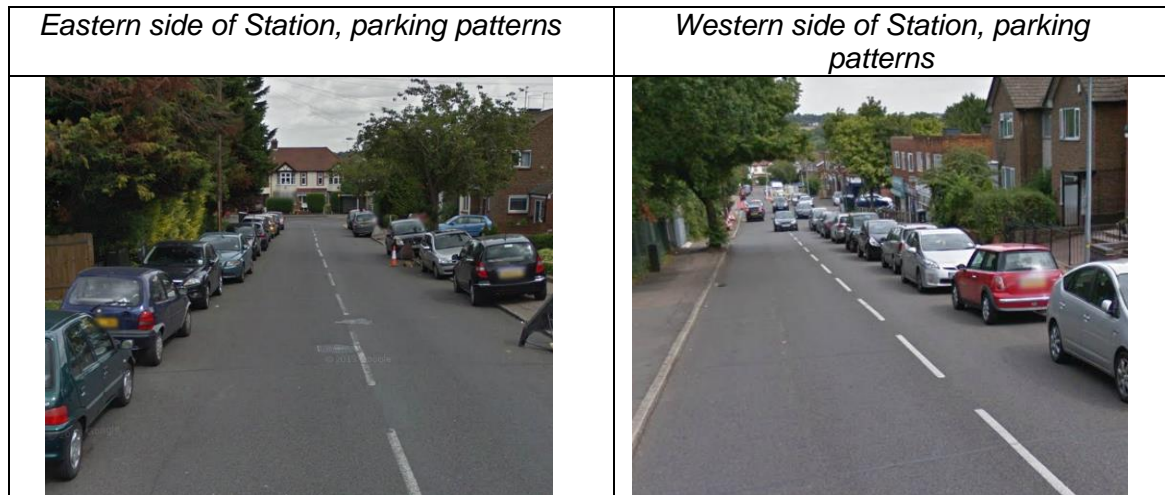 Eastern side of Station, parking patterns
Western side of Station, parking
patterns